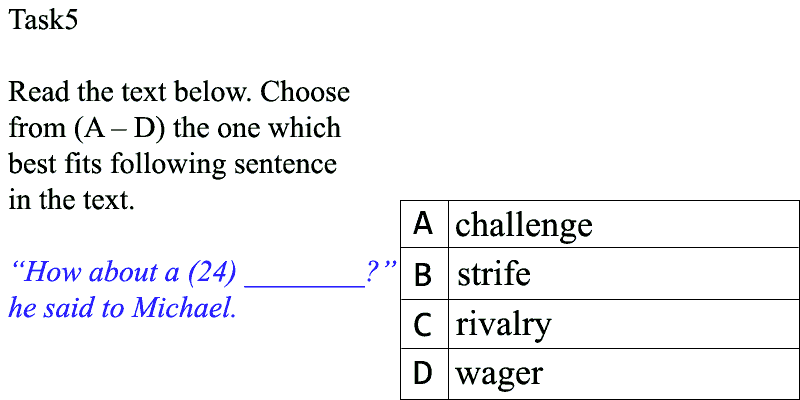 Task5
Read the text below. Choose
from (A – D) the one which
best fits following sentence
in the text.
“How about a (24) ________?”
he said to Michael.
A challenge
B strife
C rivalry
D wager